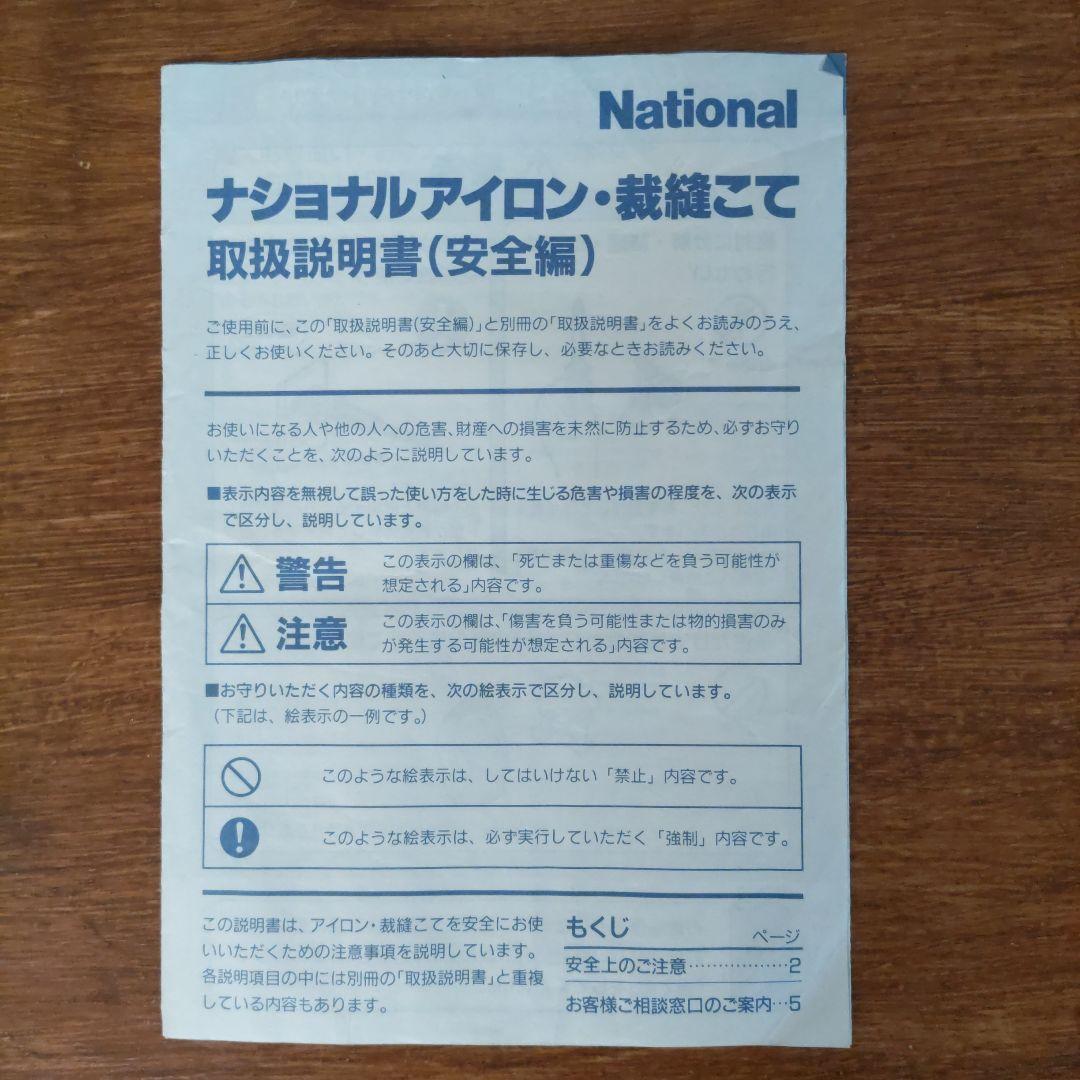 National
ナショナルアイロン・裁縫こて
取扱説明書(安全編)
ご使用前に、この「取扱説明書(安全編)」と別冊の「取扱説明書」をよくお読みのうえ、
正しくお使いください。そのあと大切に保存し、必要なときお読みください。
お使いになる人や他の人への危害、財産への損害を未然に防止するため、必ずお守り
いただくことを、次のように説明しています。
■表示内容を無視して誤った使い方をした時に生じる危害や損害の程度を、次の表示
で区分し、説明しています。
警告
この表示の欄は、「死亡または重傷などを負う可能性が
想定される」内容です。
注意
この表示の欄は、「傷害を負う可能性または物的損害のみ
が発生する可能性が想定される」内容です。
■お守りいただく内容の種類を、次の絵表示で区分し、説明しています。
(下記は、絵表示の一例です。)
このような絵表示は、してはいけない「禁止」内容です。
このような絵表示は、必ず実行していただく「強制」内容です。
この説明書は、アイロン・裁縫こてを安全にお使
いいただくための注意事項を説明しています。
各説明項目の中には別冊の「取扱説明書」と重複
している内容もあります。
もくじ ページ
安全上のご注意………………2
お客様ご相談窓口のご案内…5